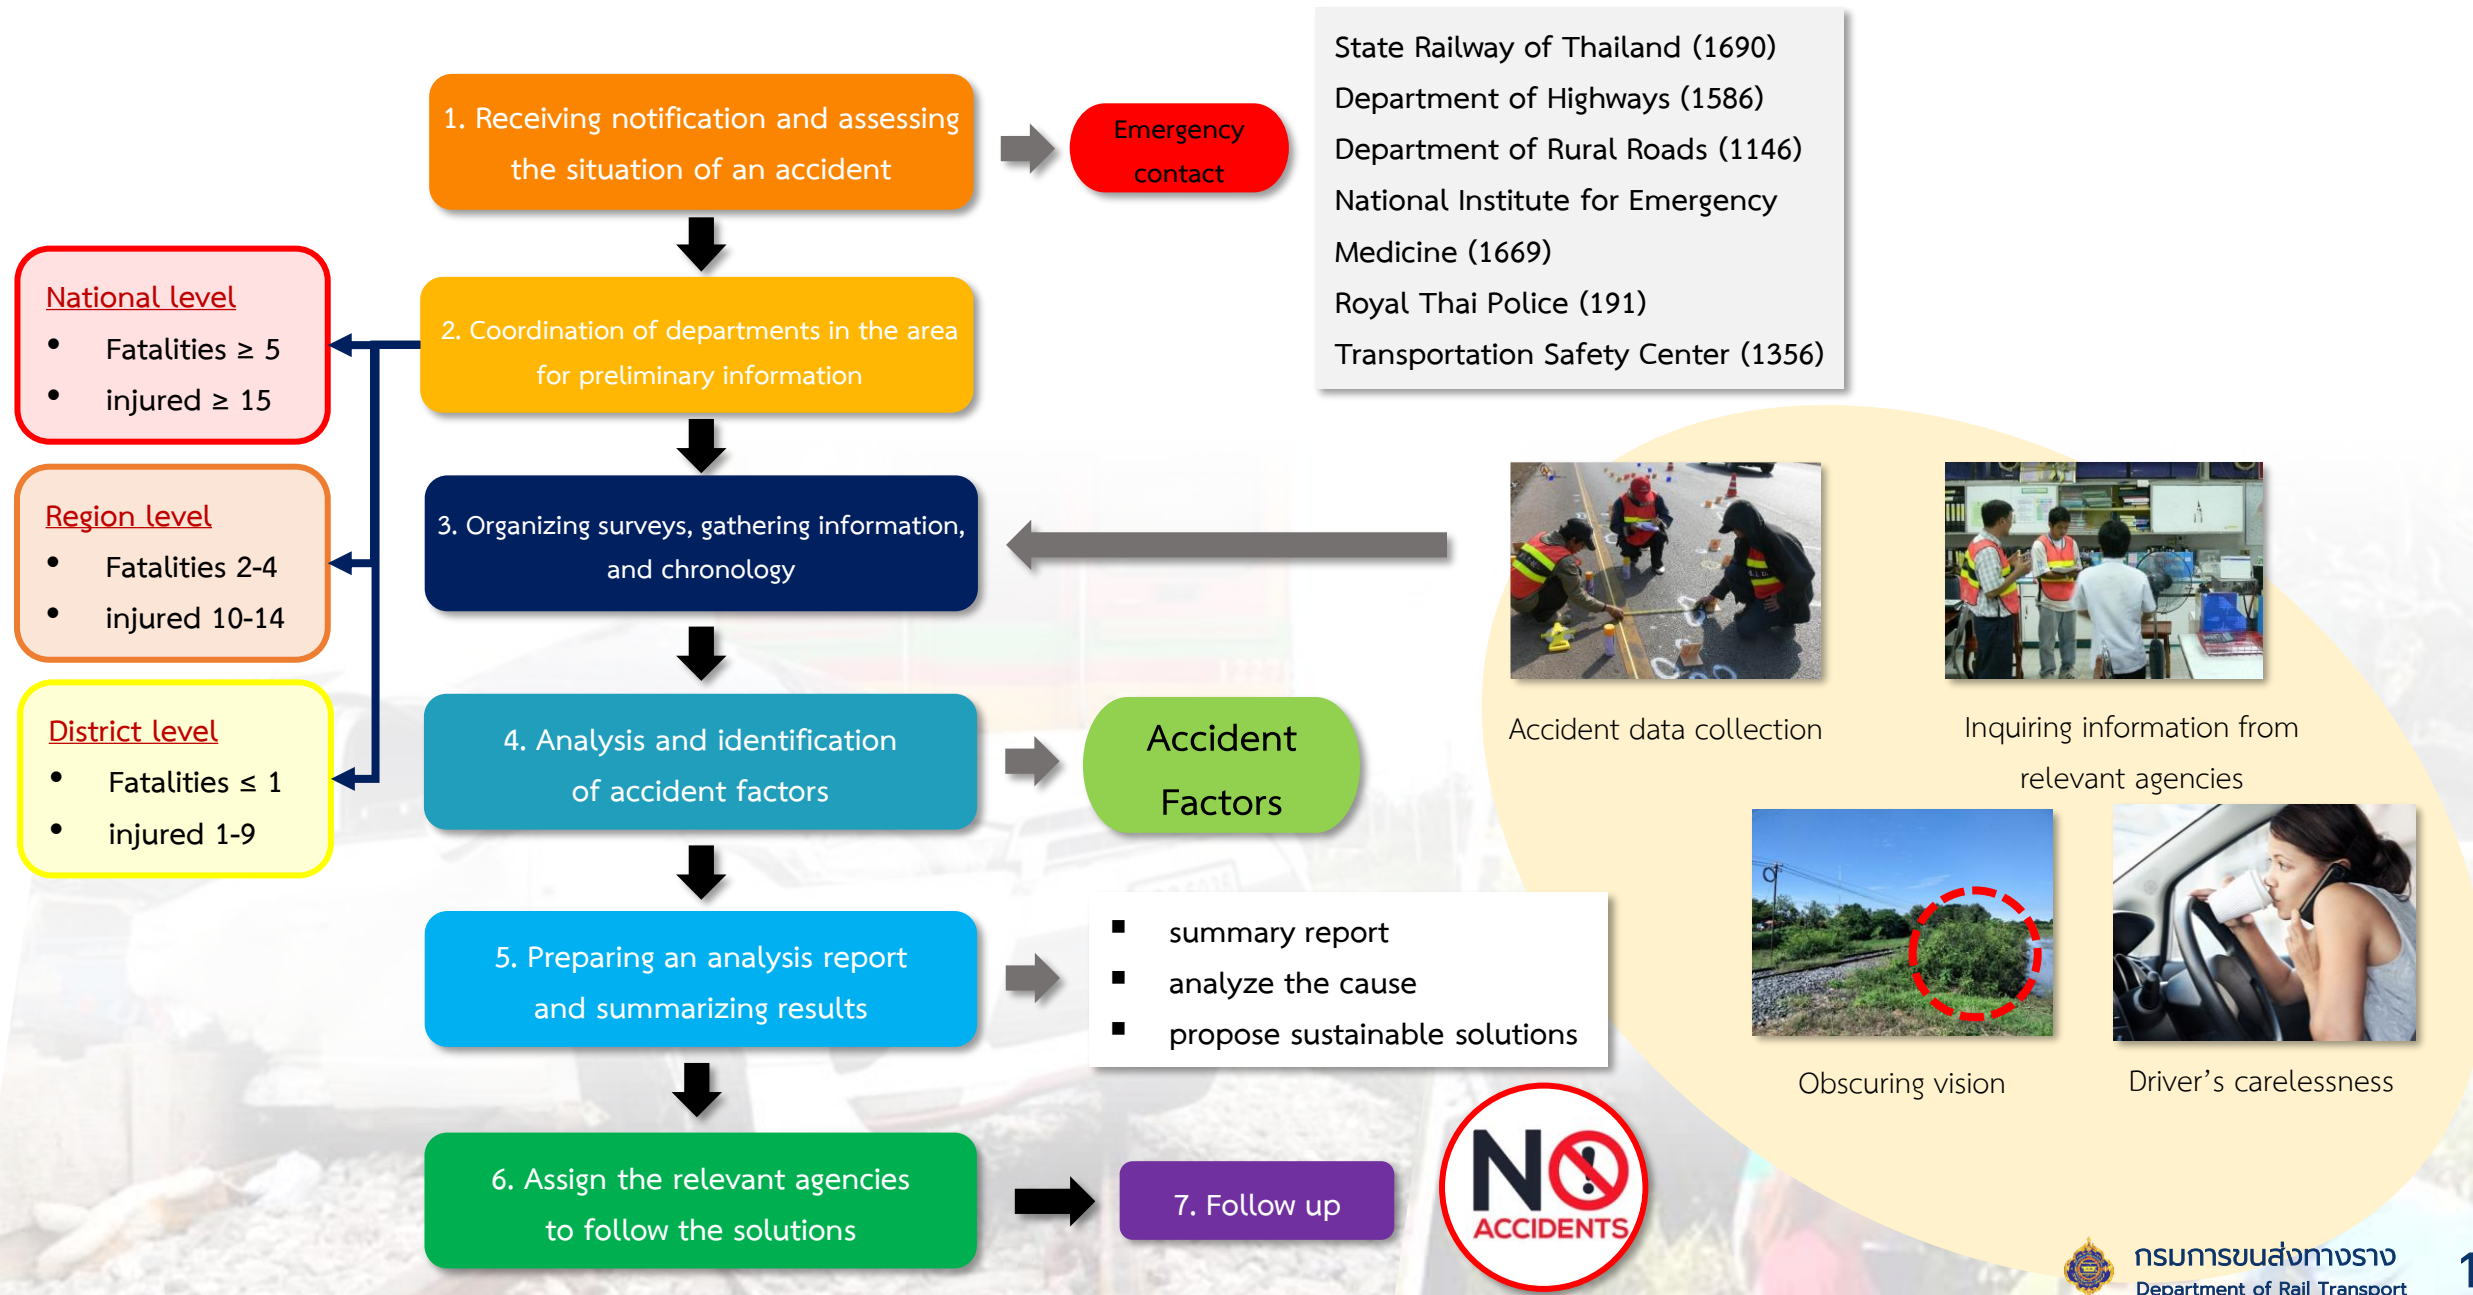 1. Receiving notification and assessing
the situation of an accident
Emergency
contact
State Railway of Thailand (1690)
Department of Highways (1586)
Department of Rural Roads (1146)
National Institute for Emergency
Medicine (1669)
Royal Thai Police (191)
Transportation Safety Center (1356)
National level
• Fatalities ≥ 5
• injured ≥ 15
2. Coordination of departments in the area
for preliminary information
Region level
• Fatalities 2-4
• injured 10-14
3. Organizing surveys, gathering information,
and chronology
District level
• Fatalities ≤ 1
• injured 1-9
4. Analysis and identification
of accident factors
Accident
Factors
Accident data collection
Inquiring information from
relevant agencies
Obscuring vision
Driver's carelessness
5. Preparing an analysis report
and summarizing results
▪ summary report
▪ analyze the cause
▪ propose sustainable solutions
6. Assign the relevant agencies
to follow the solutions
7. Follow up
NO
ACCIDENTS
กรมการขนส่งทางราง
Department of Rail Transport
1